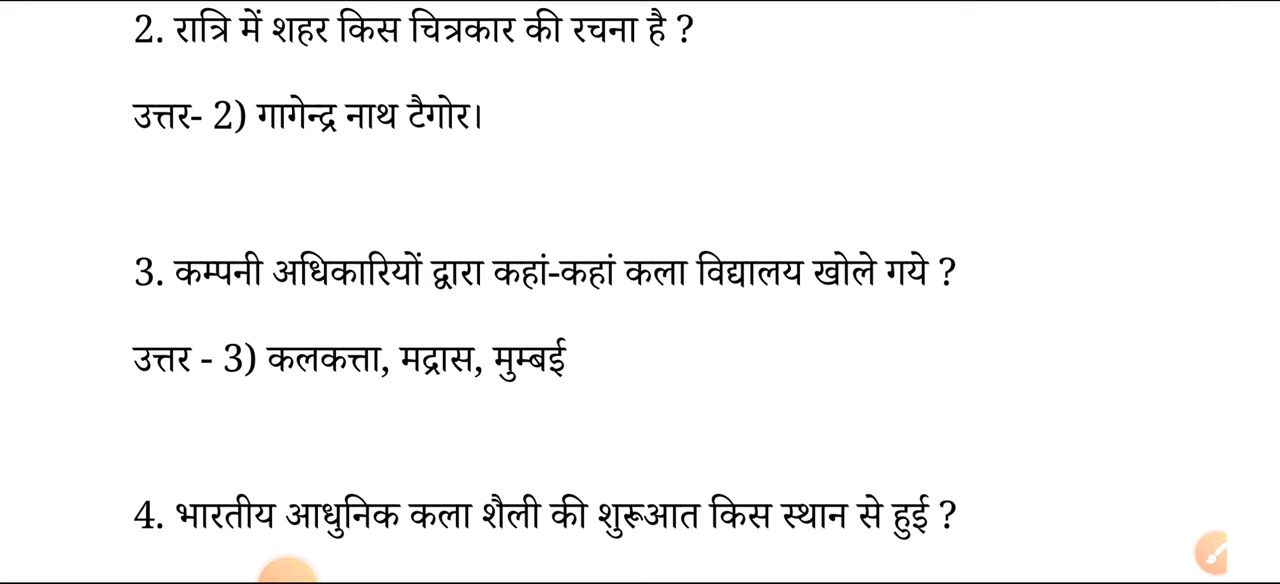 2. रात्रि में शहर किस चित्रकार की रचना है ?
उत्तर- 2) गागेन्द्र नाथ टैगोर।
3. कम्पनी अधिकारियों द्वारा कहां-कहां कला विद्यालय खोले गये ?
उत्तर - 3) कलकत्ता, मद्रास, मुम्बई
4. भारतीय आधुनिक कला शैली की शुरूआत किस स्थान से हुई ?